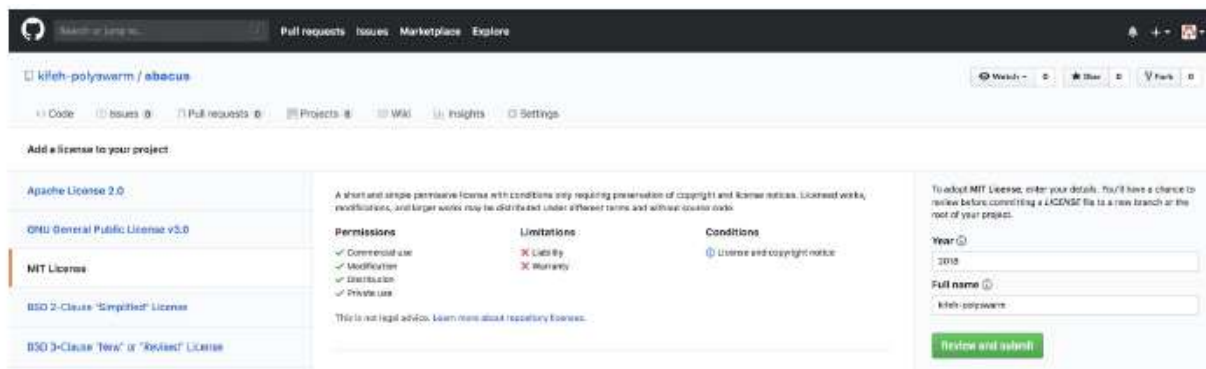 Search or jump to...
Pull requests Issues Marketplace Explore
kifeh-polyswarm / abacus
Watch 0 Star 0 Fork 0
Code Issues 0 Pull requests 0 Projects 0 Wiki Insights Settings
Add a license to your project
Apache License 2.0
GNU General Public License v3.0
MIT License
BSD 2-Clause "Simplified" License
BSD 3-Clause "New" or "Revised" License
A short and simple permissive license with conditions only requiring preservation of copyright and license notices. Licensed works,
modifications, and larger works may be distributed under different terms and without source code.
Permissions
Commercial use
Modification
Distribution
Private use
Limitations
Liability
Warranty
Conditions
License and copyright notice
This is not legal advice. Learn more about repository licenses.
To adopt MIT License, enter your details. You'll have a chance to
review before committing a LICENSE file to a new branch or the
root of your project.
Year
2018
Full name
kifeh-polyswarm
Review and submit